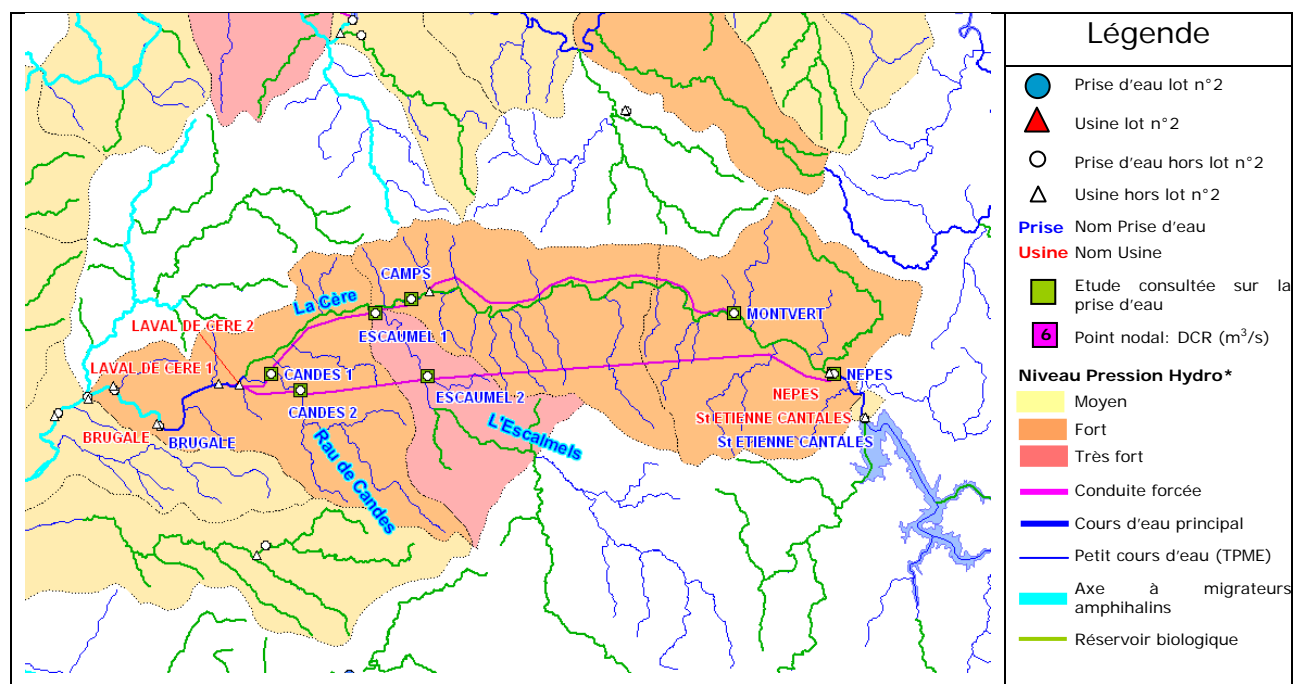 CAMPS
La Cère
MONTVERT
LAVAL DE CERE 2
ESCAUMEL 1
LAVAL DE CERE 1
CANDES 1
NEPES
ESCAUMEL 2
NEPES
CANDES 2
St ETIENNE CANTALES
BRUGALE
BRUGALE
L'Escalmels
St ETIENNE CANTALES
Rau de Candes
Légende
Prise d'eau lot n°2
Usine lot n°2
Prise d'eau hors lot n°2
Usine hors lot n°2
Prise Nom Prise d'eau
Usine Nom Usine
Etude consultée sur la
prise d'eau
6 Point nodal: DCR (m³/s)
Niveau Pression Hydro*
Moyen
Fort
Très fort
Conduite forcée
Cours d'eau principal
Petit cours d'eau (TPME)
Axe à migrateurs
amphihalins
Réservoir biologique